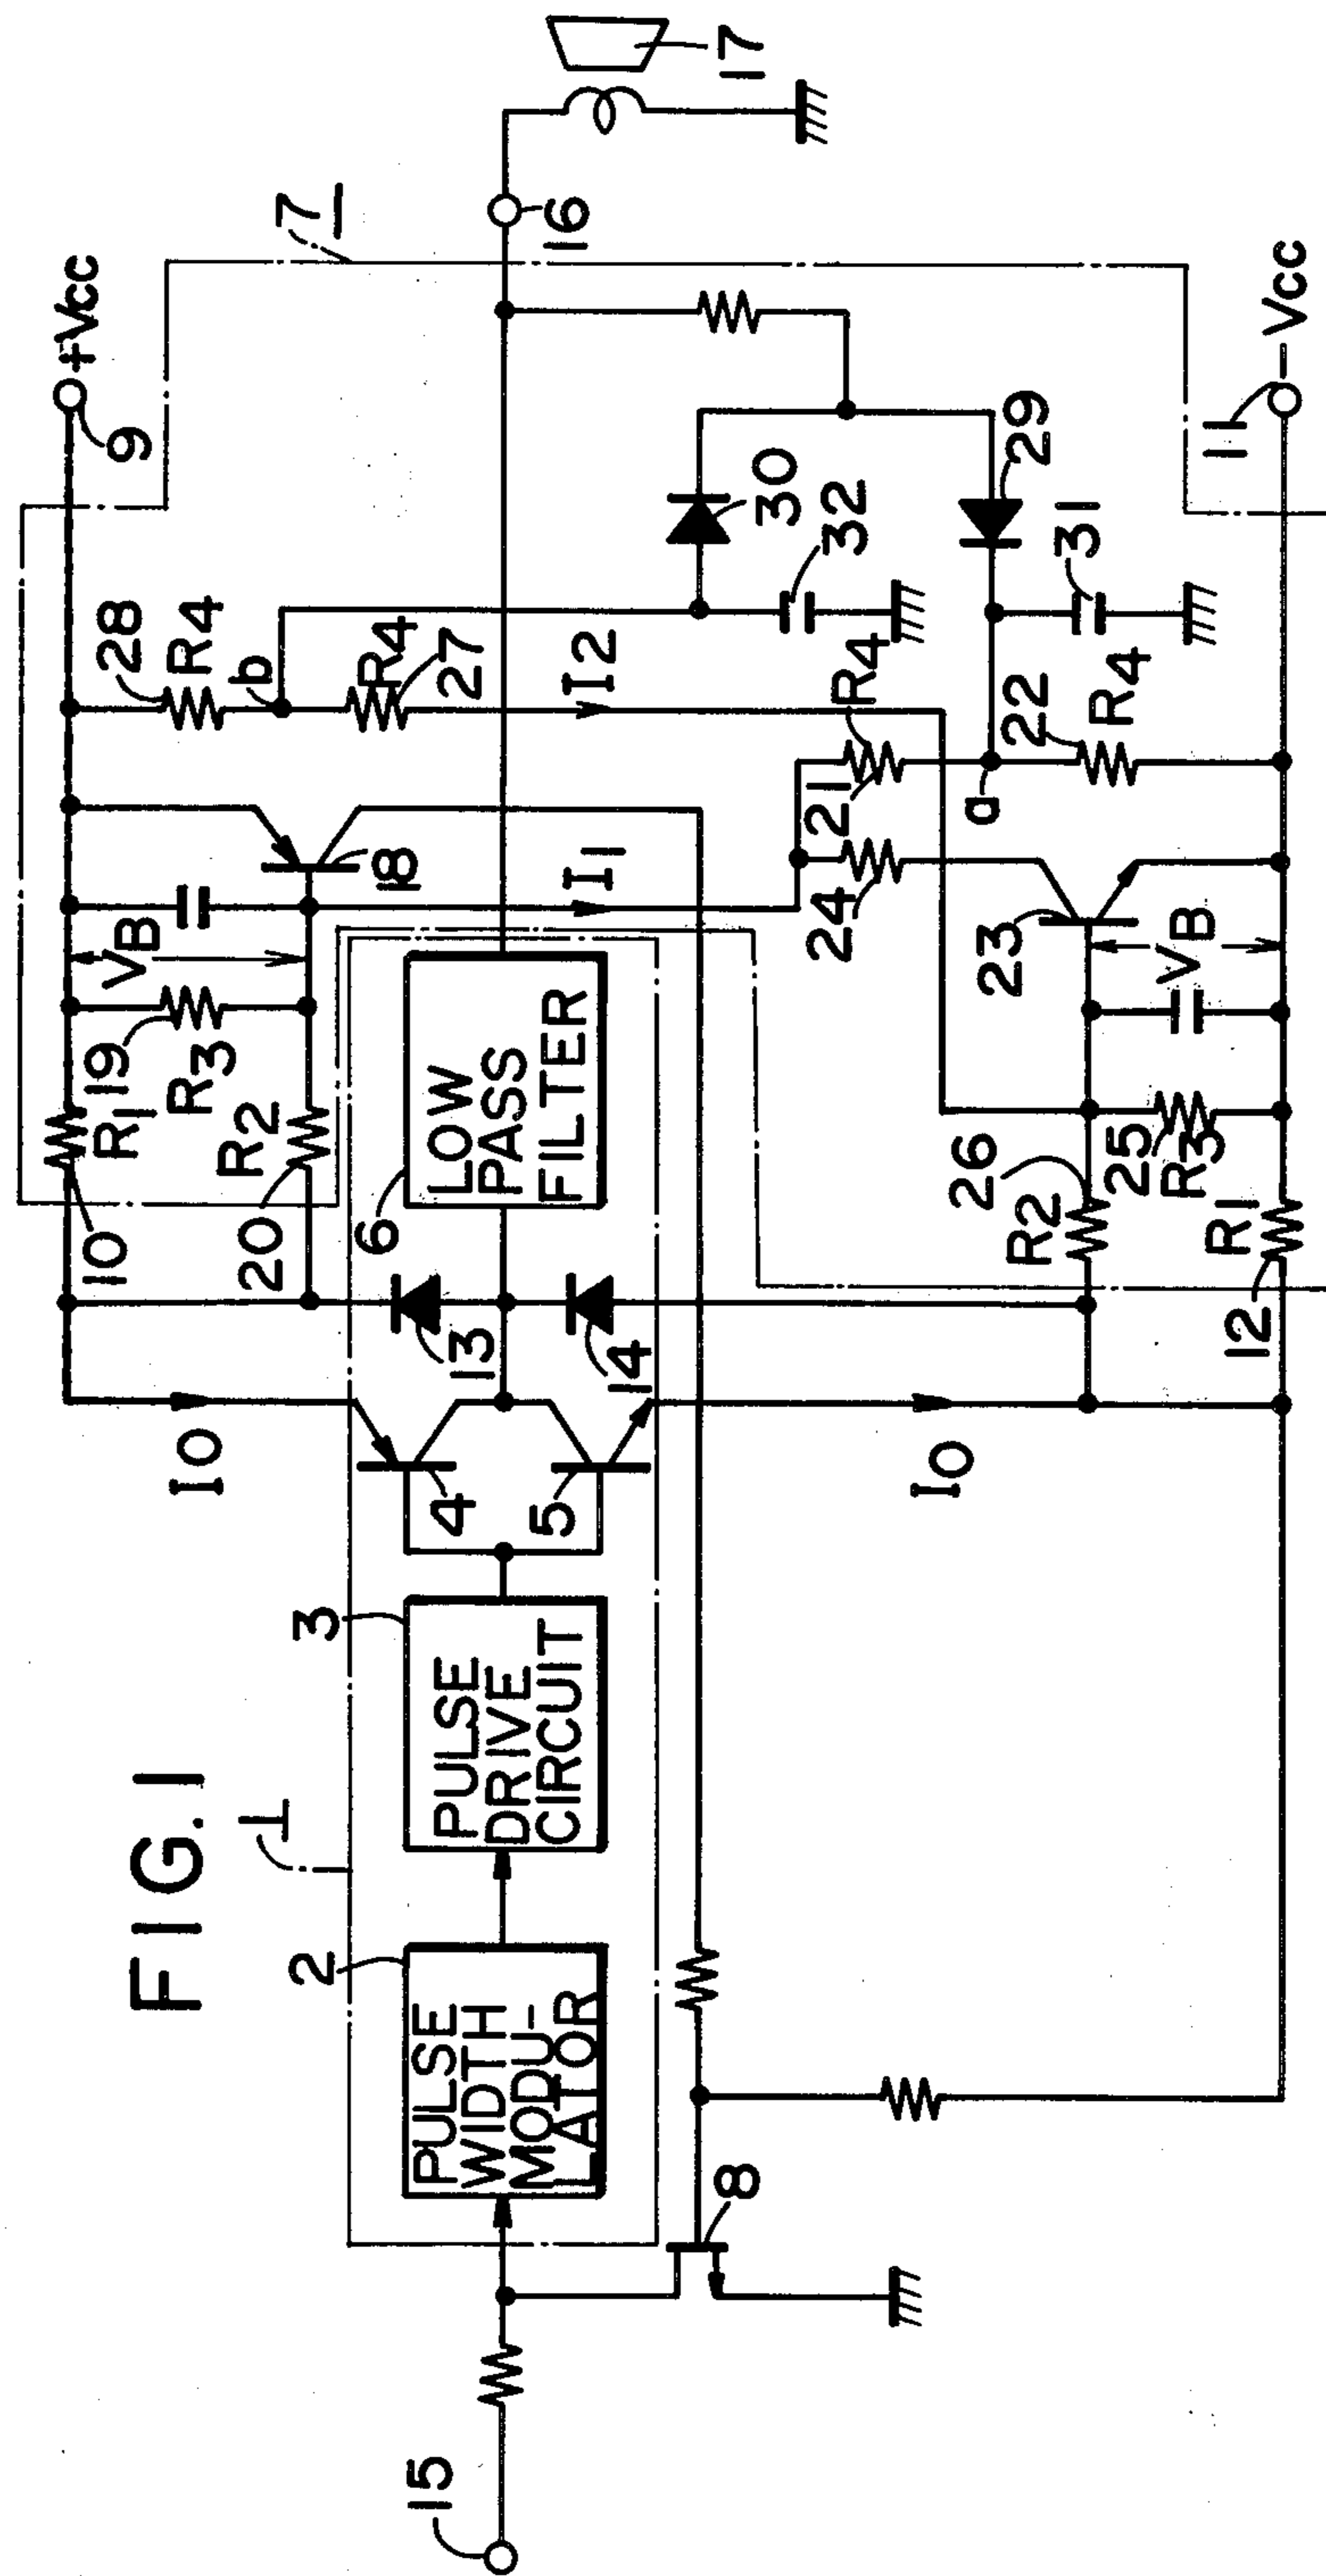 FIG. 1
1
2
PULSE
WIDTH
MODU-
LATOR
3
PULSE
DRIVE
CIRCUIT
4
5
6
LOW
PASS
FILTER
7
8
9
+Vcc
10
R1
11
-Vcc
12
R1
13
14
15
16
17
18
19
R3
VB
20
R2
I0
I0
I1
I2
21
R4
22
R4
a
23
VB
24
25
R3
26
R2
27
R4
28
R4
b
29
30
31
32